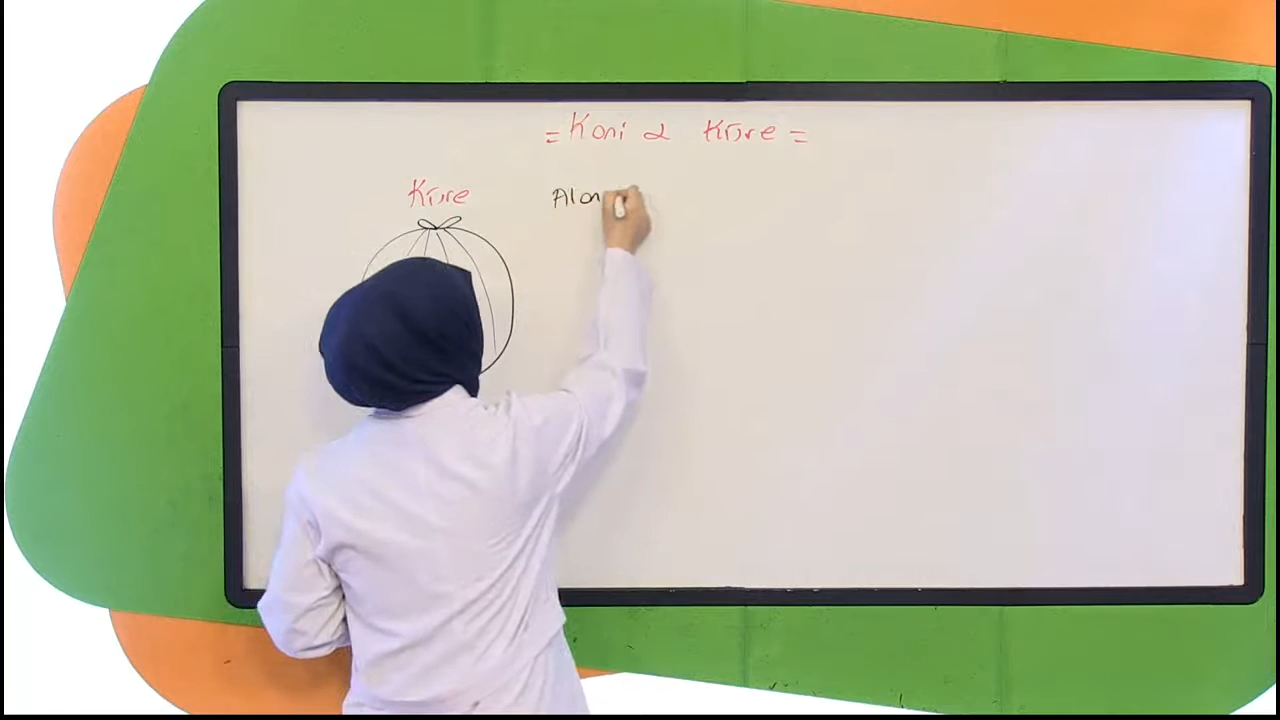 = Koni & Küre =
Küre
Alan